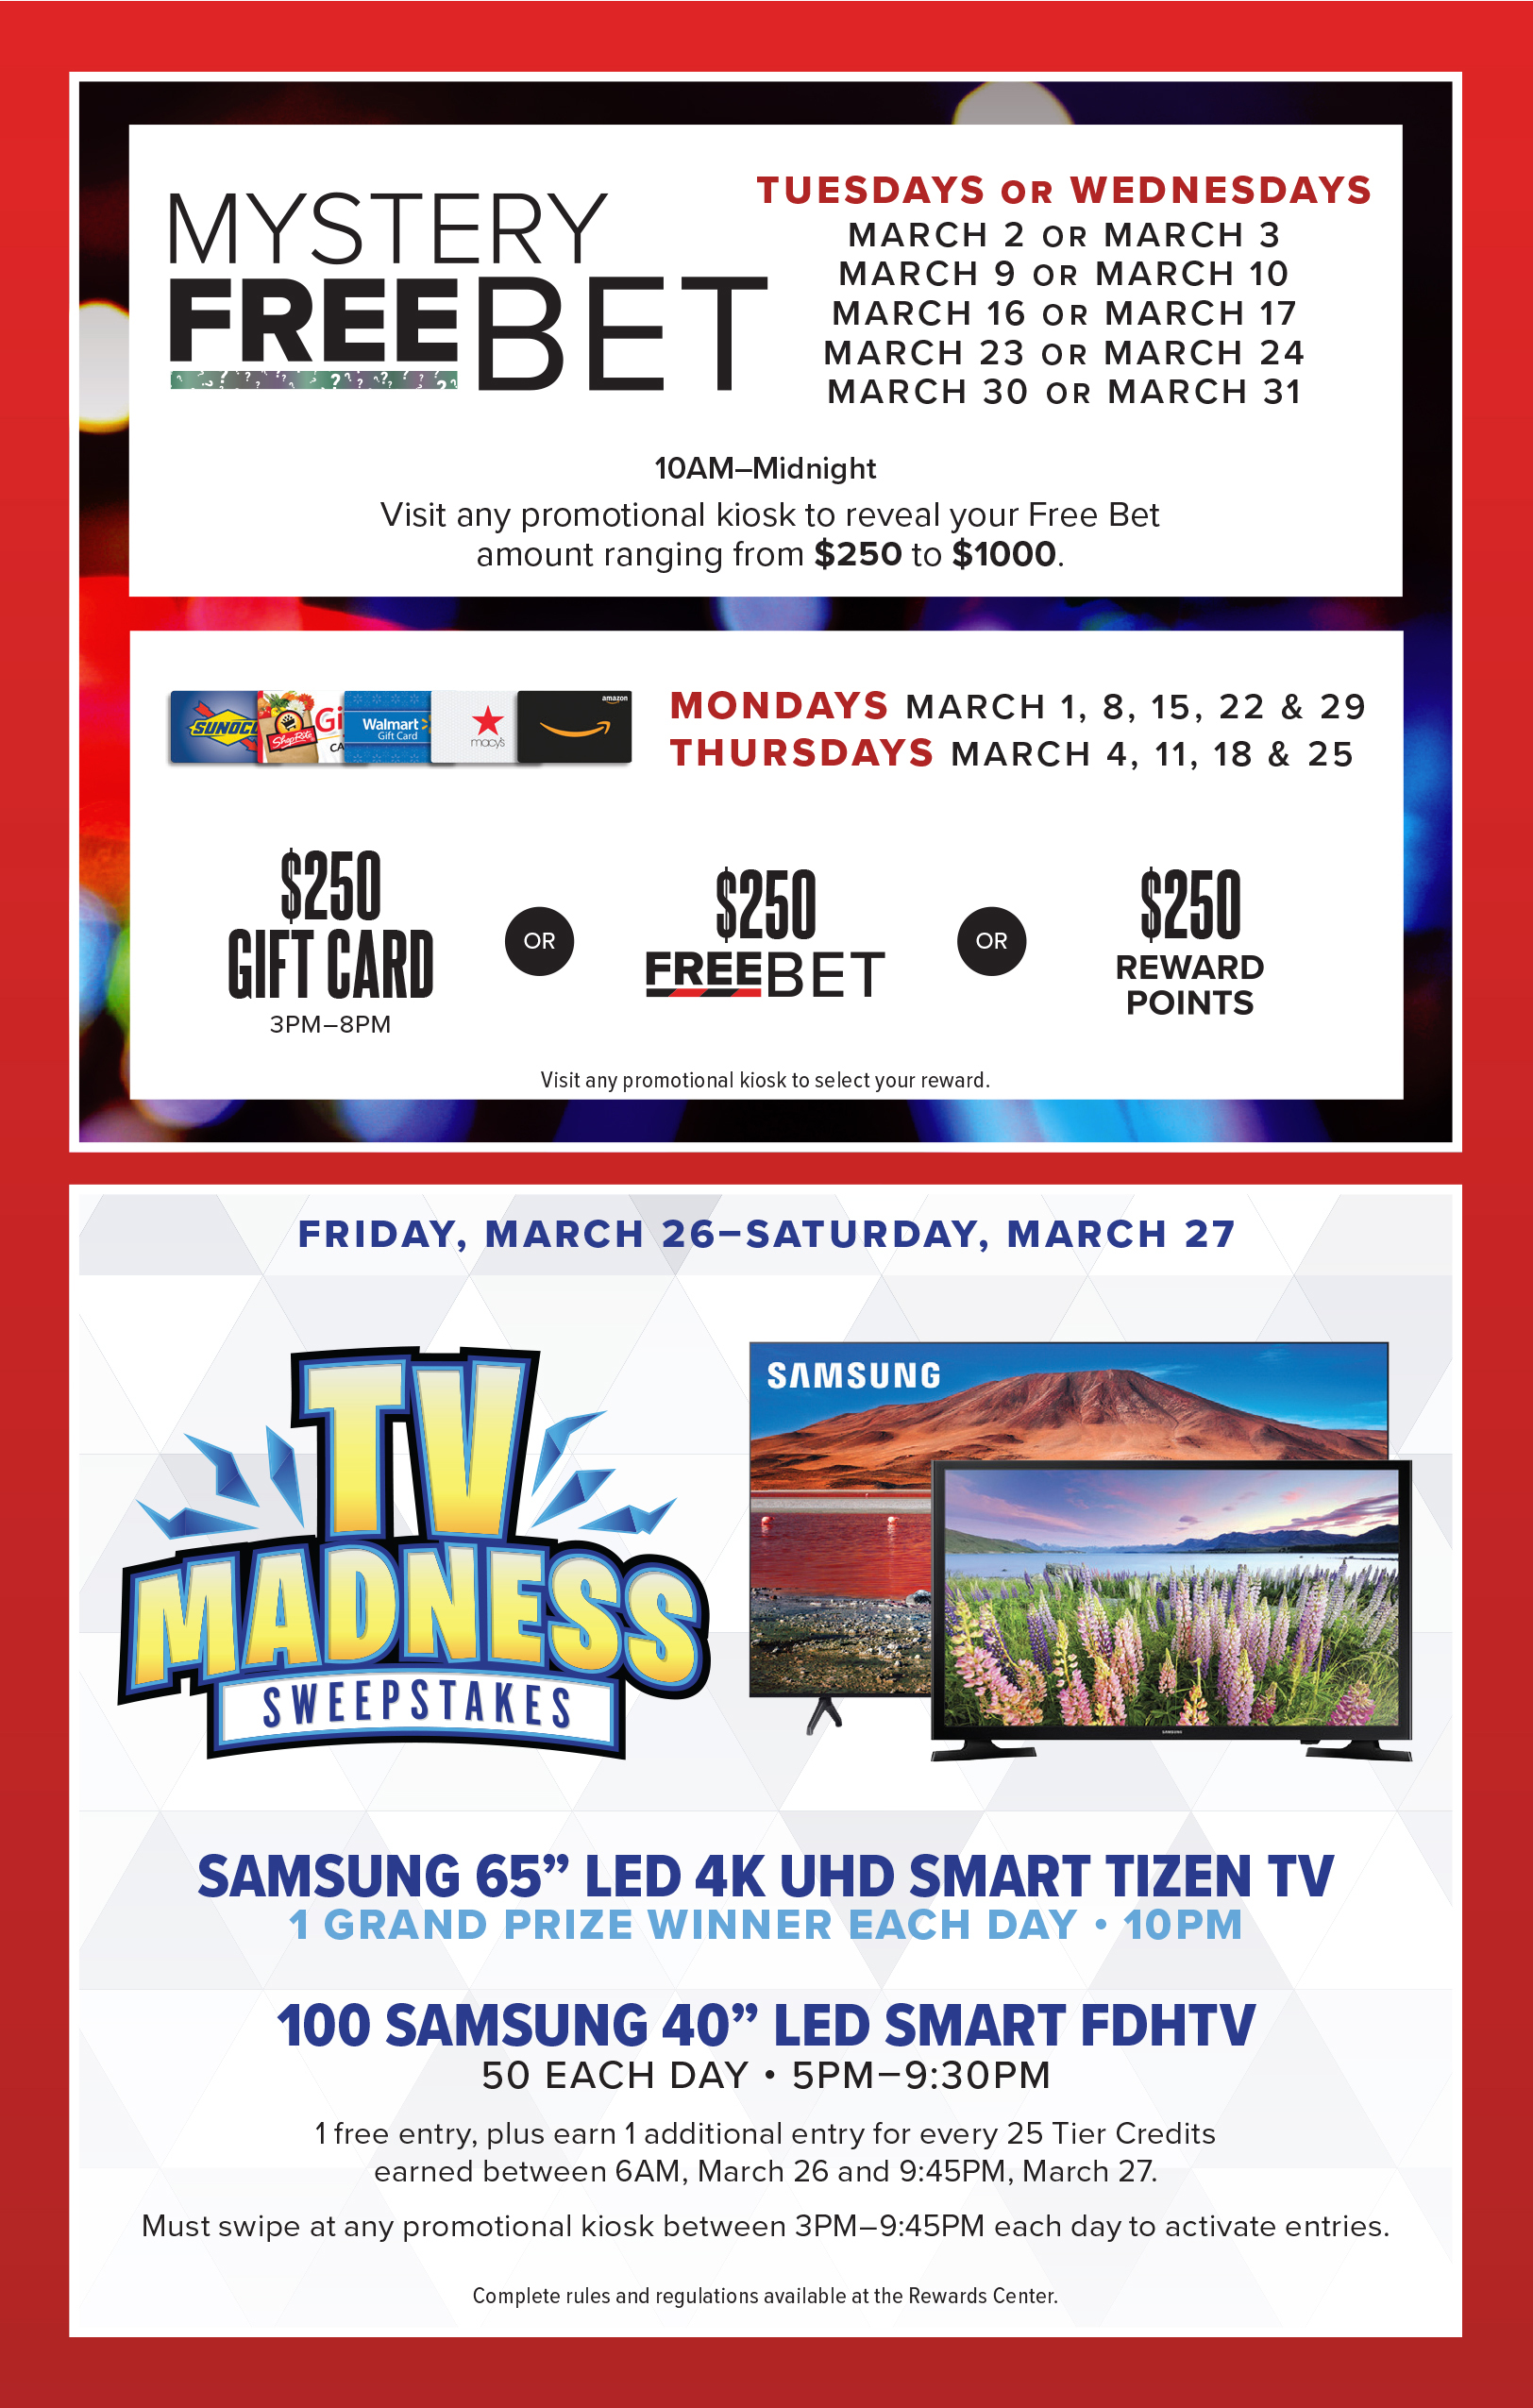 MYSTERY
FREEBET
TUESDAYS OR WEDNESDAYS
MARCH 2 OR MARCH 3
MARCH 9 OR MARCH 10
MARCH 16 OR MARCH 17
MARCH 23 OR MARCH 24
MARCH 30 OR MARCH 31
10AM–Midnight
Visit any promotional kiosk to reveal your Free Bet
amount ranging from $250 to $1000.
SUNOC
ShopRite
Gi
CA
Walmart
Gift Card
macy's
amazon
MONDAYS MARCH 1, 8, 15, 22 & 29
THURSDAYS MARCH 4, 11, 18 & 25
$250
GIFT CARD
3PM–8PM
OR
$250
FREEBET
OR
$250
REWARD
POINTS
Visit any promotional kiosk to select your reward.
FRIDAY, MARCH 26–SATURDAY, MARCH 27
TV
MADNESS
SWEEPSTAKES
SAMSUNG
SAMSUNG
SAMSUNG 65” LED 4K UHD SMART TIZEN TV
1 GRAND PRIZE WINNER EACH DAY • 10PM
100 SAMSUNG 40” LED SMART FDHTV
50 EACH DAY • 5PM–9:30PM
1 free entry, plus earn 1 additional entry for every 25 Tier Credits
earned between 6AM, March 26 and 9:45PM, March 27.
Must swipe at any promotional kiosk between 3PM–9:45PM each day to activate entries.
Complete rules and regulations available at the Rewards Center.